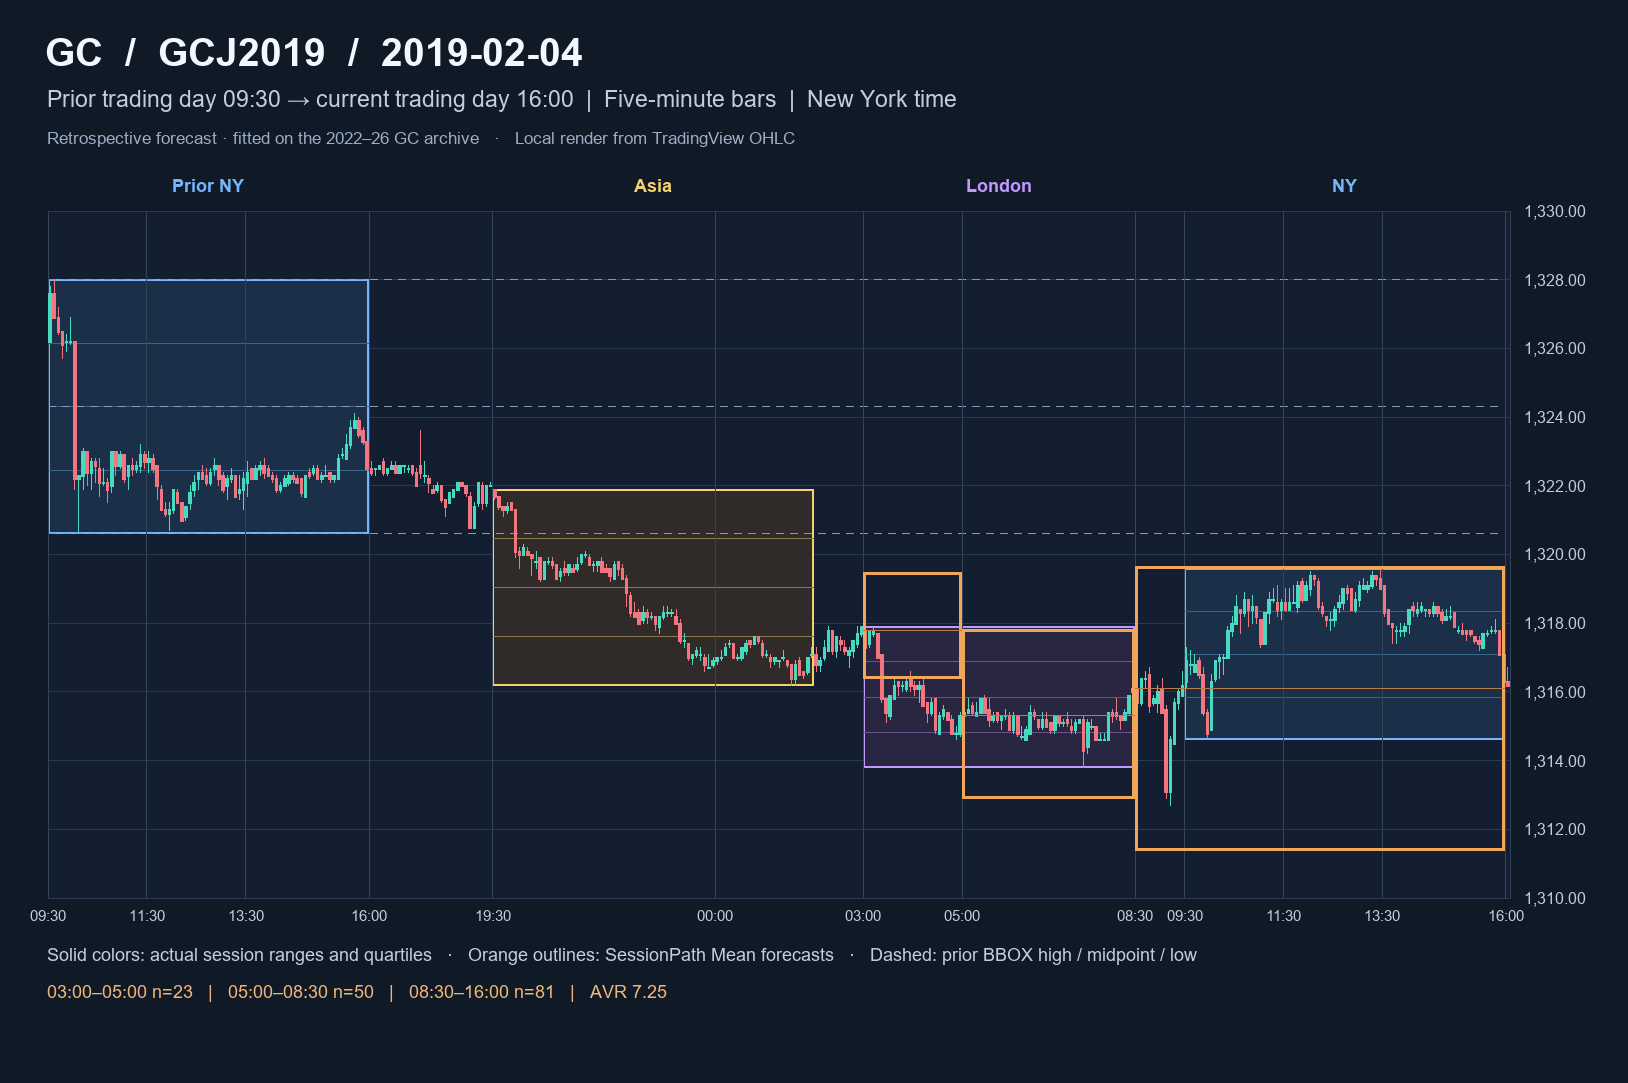 GC / GCJ2019 / 2019-02-04
Prior trading day 09:30 → current trading day 16:00 | Five-minute bars | New York time
Retrospective forecast · fitted on the 2022–26 GC archive · Local render from TradingView OHLC
Prior NY Asia London NY
1,330.00
1,328.00
1,326.00
1,324.00
1,322.00
1,320.00
1,318.00
1,316.00
1,314.00
1,312.00
1,310.00
09:30 11:30 13:30 16:00 19:30 00:00 03:00 05:00 08:30 09:30 11:30 13:30 16:00
Solid colors: actual session ranges and quartiles · Orange outlines: SessionPath Mean forecasts · Dashed: prior BBOX high / midpoint / low
03:00–05:00 n=23 | 05:00–08:30 n=50 | 08:30–16:00 n=81 | AVR 7.25